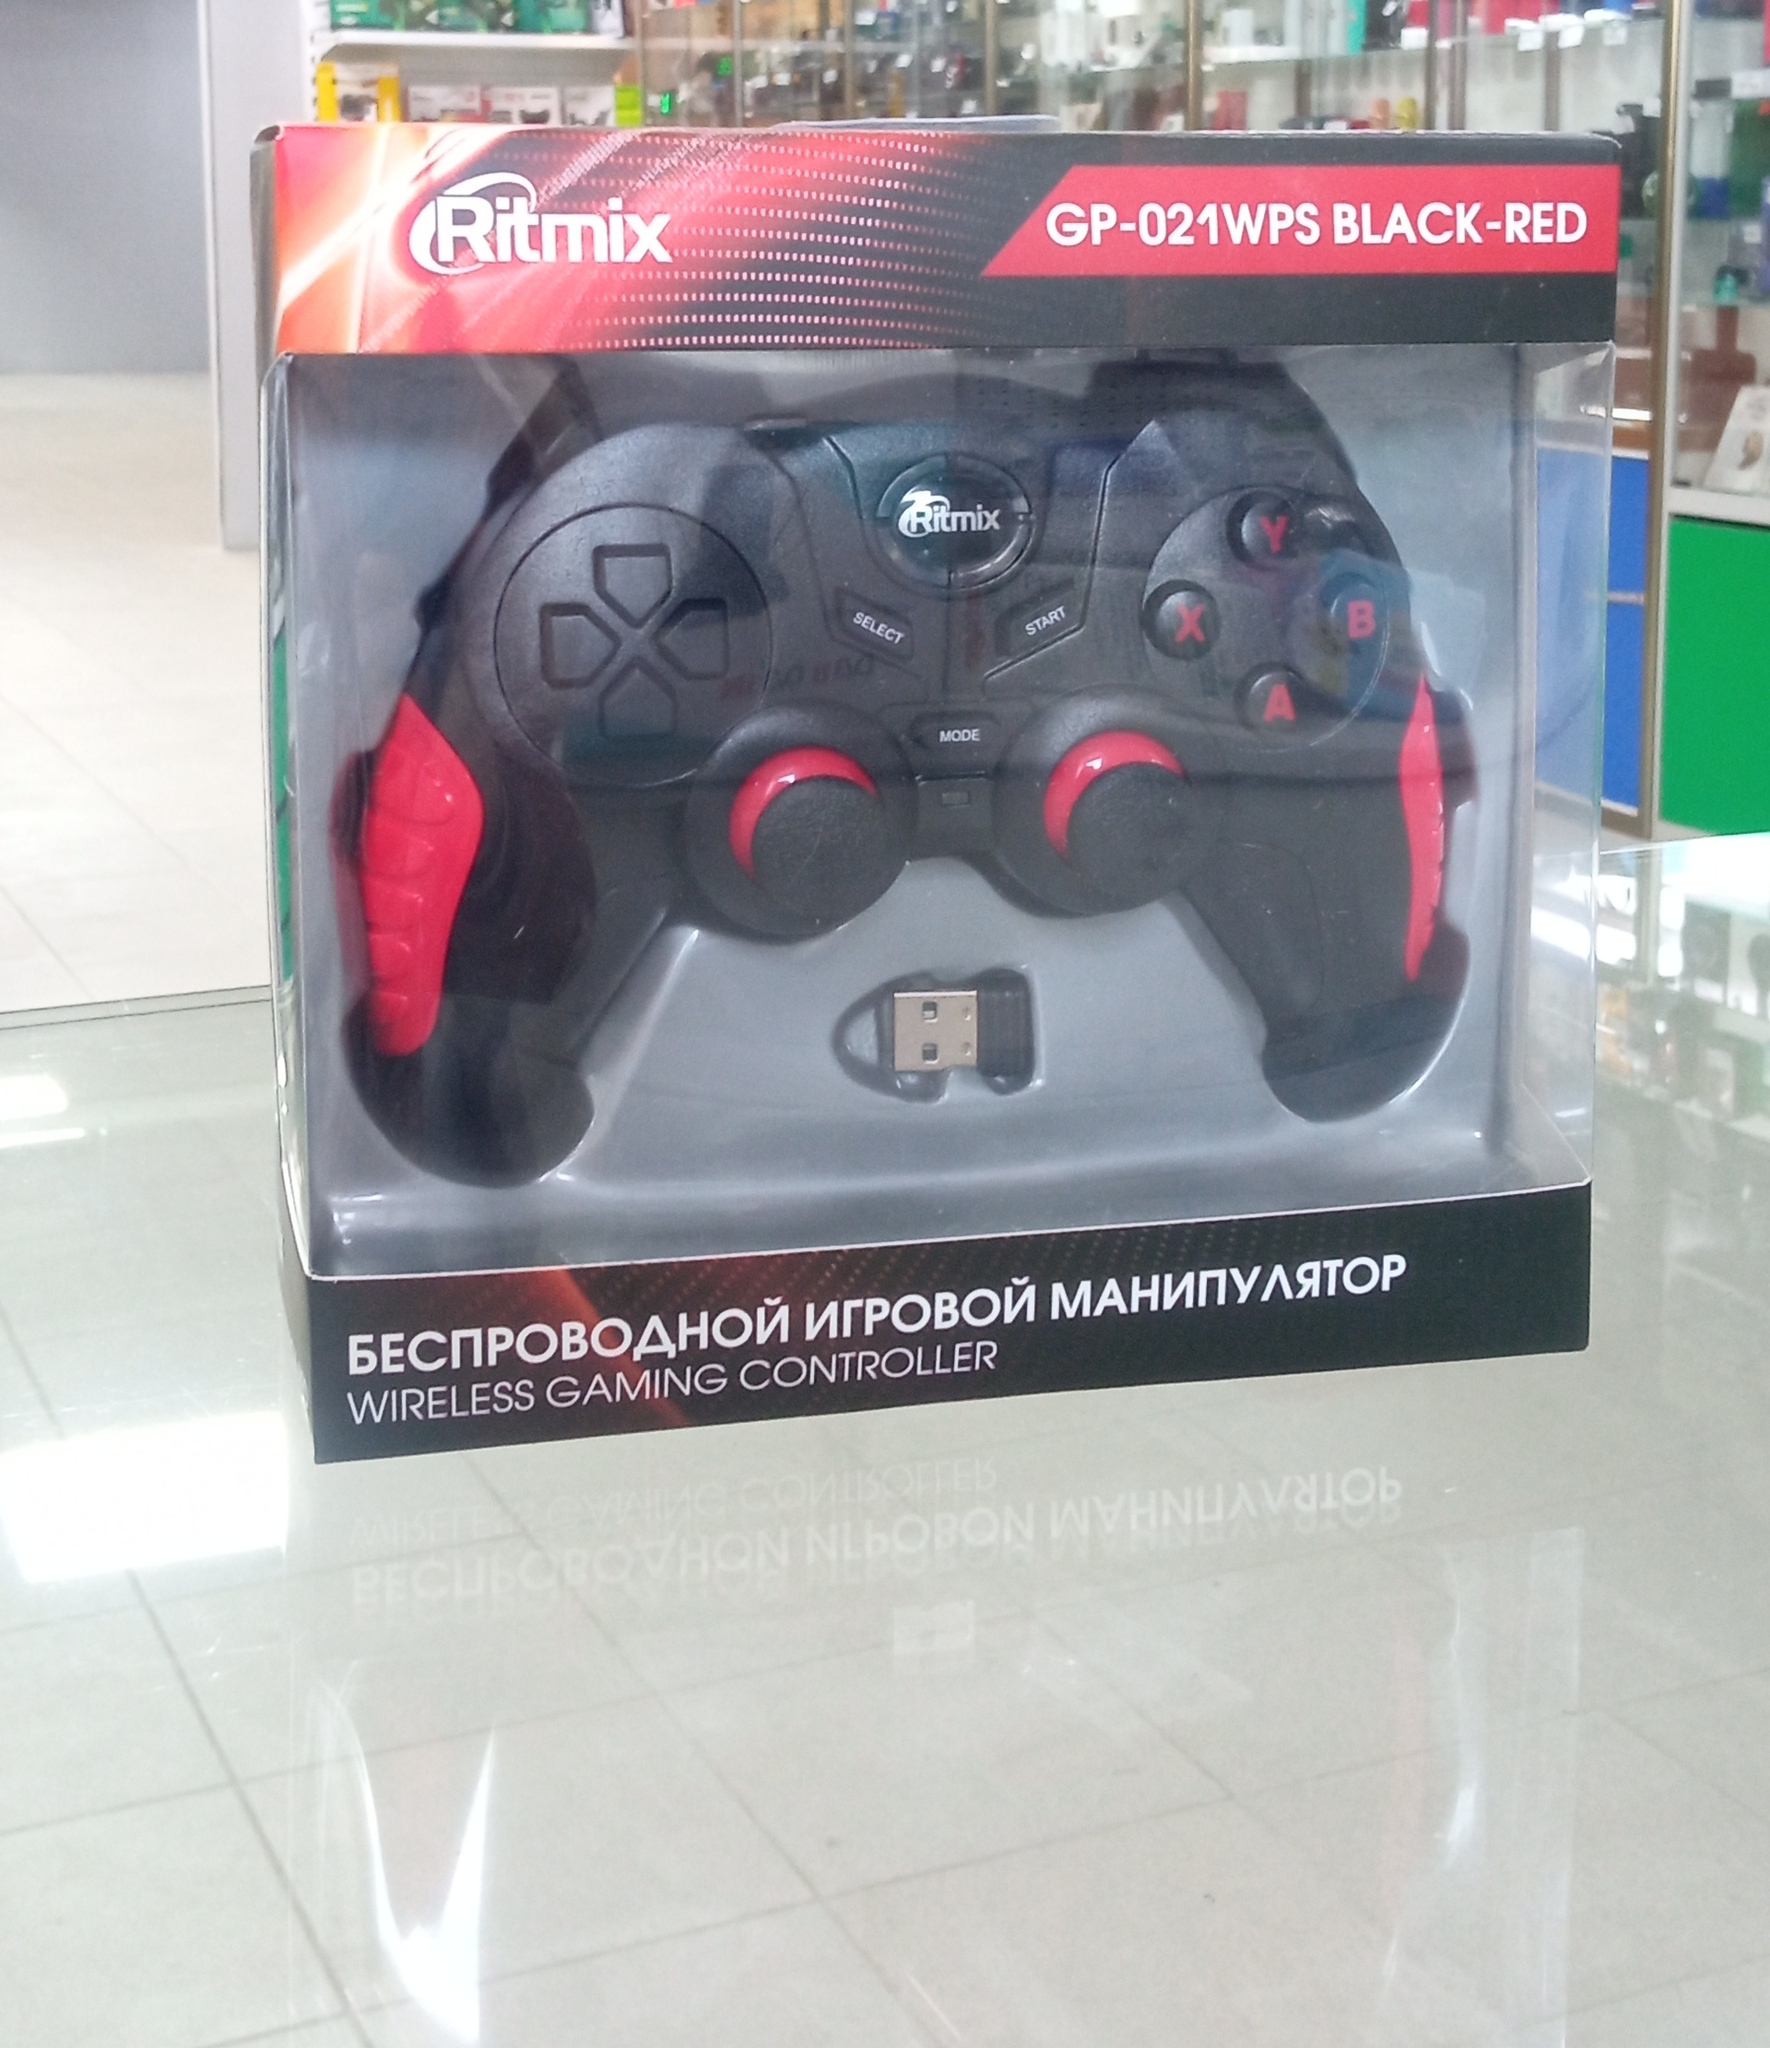 Ritmix
GP-021WPS BLACK-RED
Ritmix
SELECT
START
MODE
Y
X
B
A
БЕСПРОВОДНОЙ ИГРОВОЙ МАНИПУЛЯТОР
WIRELESS GAMING CONTROLLER